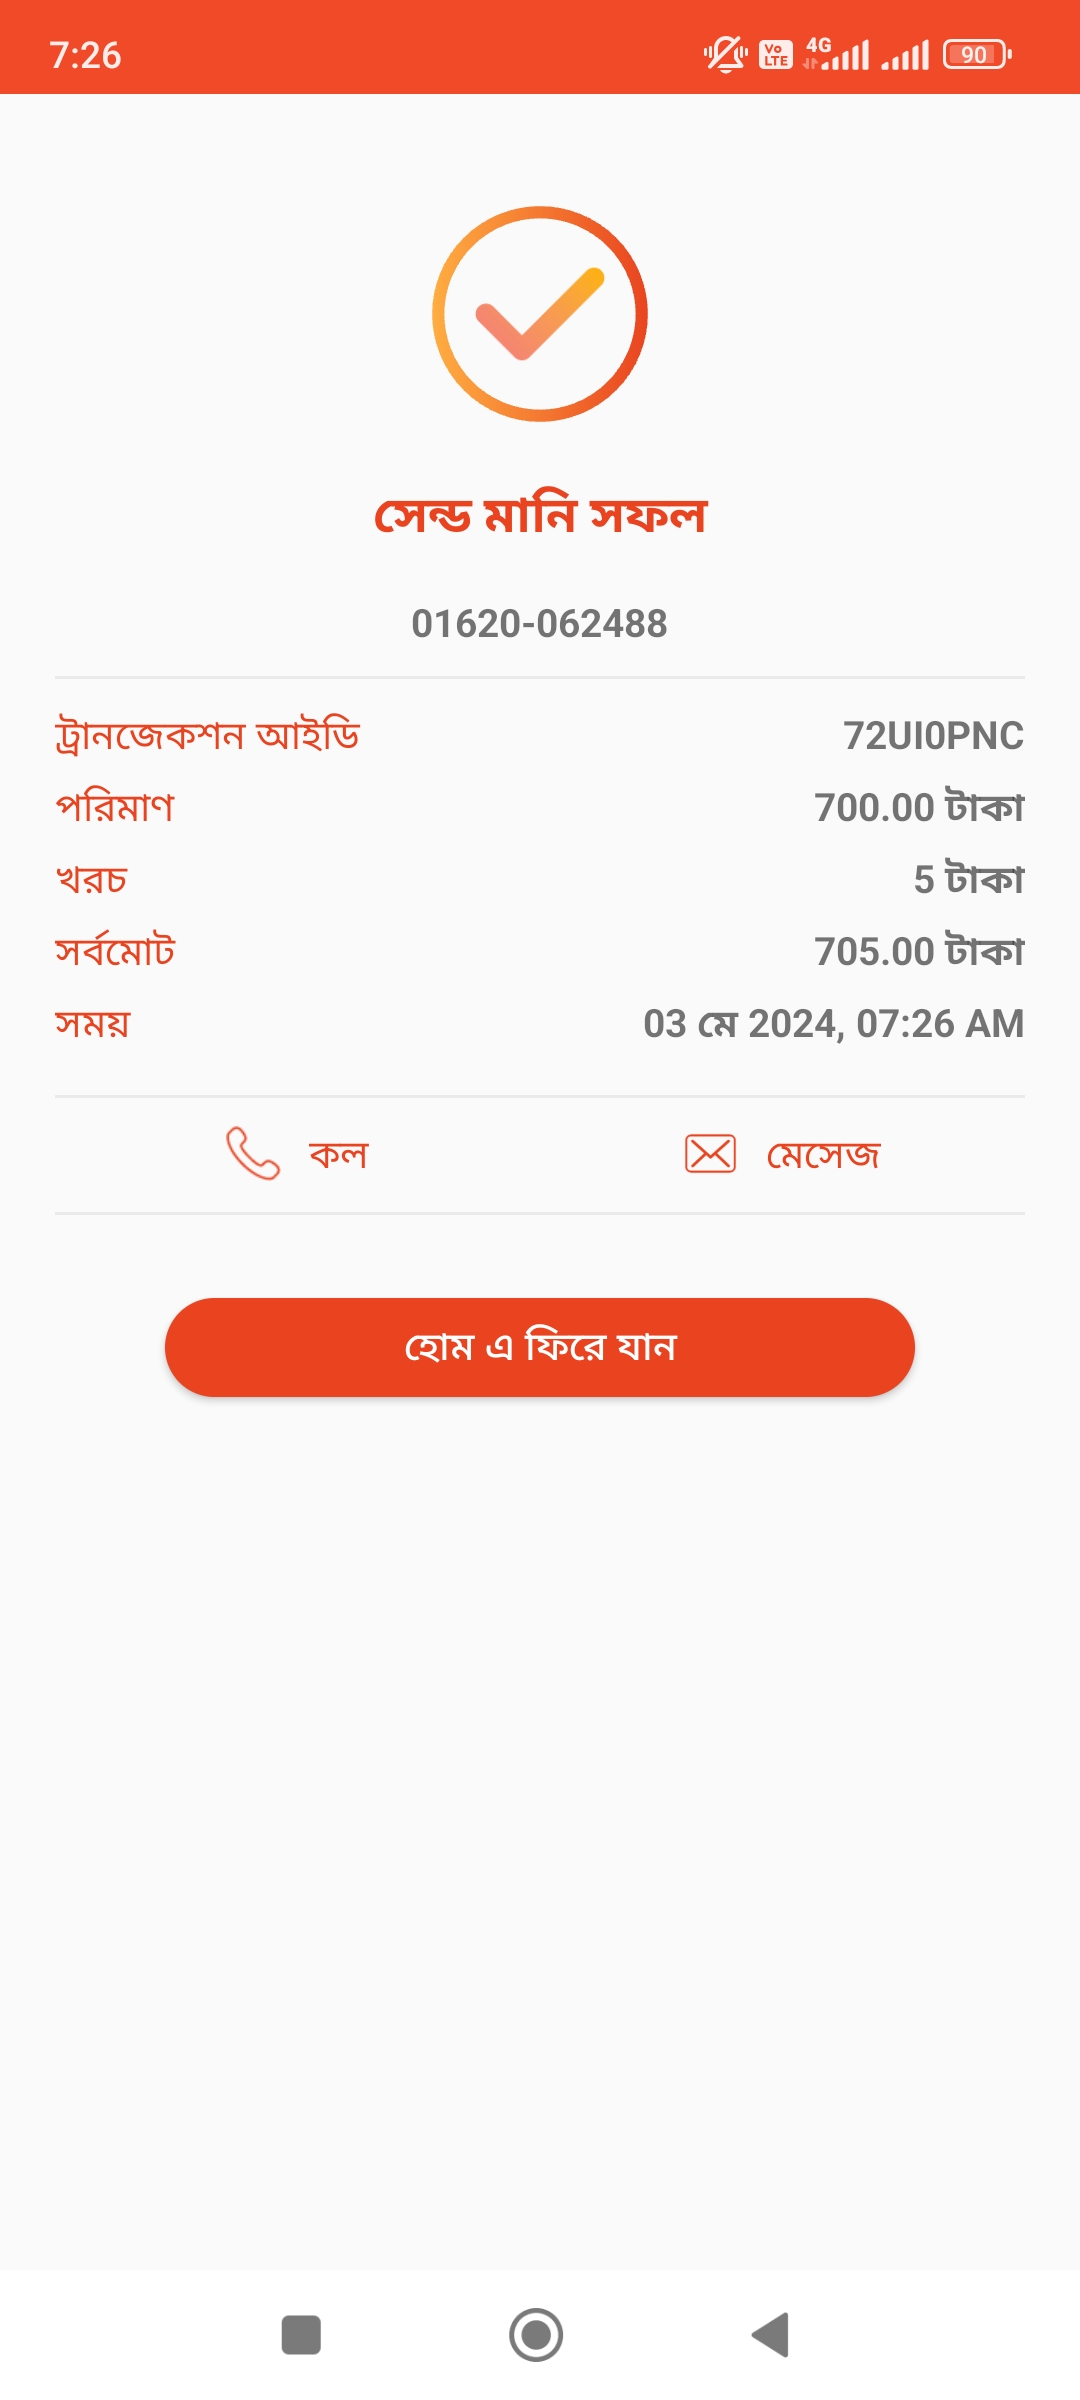 7:26
Vo LTE 4G 90
সেন্ড মানি সফল
01620-062488
ট্রানজেকশন আইডি 72UI0PNC
পরিমাণ 700.00 টাকা
খরচ 5 টাকা
সর্বমোট 705.00 টাকা
সময় 03 মে 2024, 07:26 AM
কল মেসেজ
হোম এ ফিরে যান